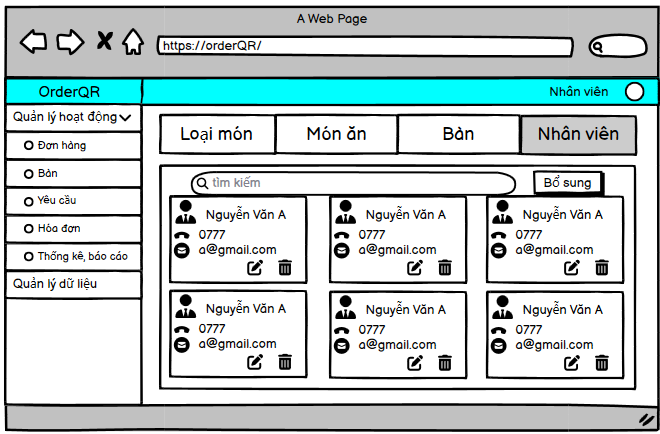 A Web Page
https://orderQR/
OrderQR
Nhân viên
Quản lý hoạt động
Đơn hàng
Bàn
Yêu cầu
Hóa đơn
Thống kê, báo cáo
Quản lý dữ liệu
Loại món
Món ăn
Bàn
Nhân viên
tìm kiếm
Bổ sung
Nguyễn Văn A
0777
a@gmail.com
Nguyễn Văn A
0777
a@gmail.com
Nguyễn Văn A
0777
a@gmail.com
Nguyễn Văn A
0777
a@gmail.com
Nguyễn Văn A
0777
a@gmail.com
Nguyễn Văn A
0777
a@gmail.com